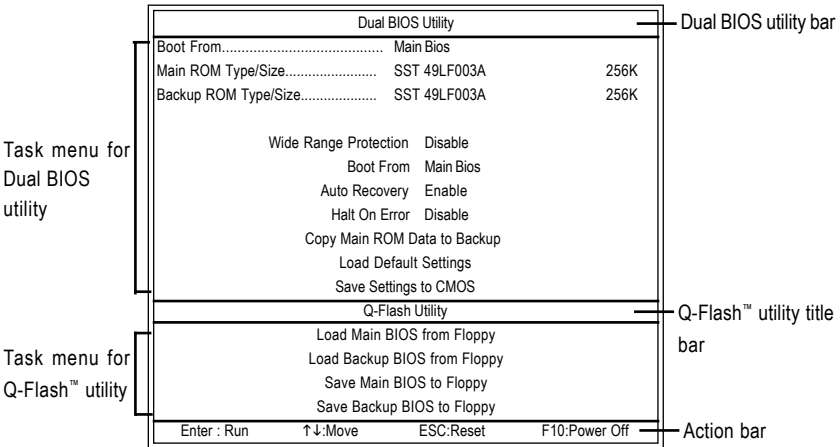 Dual BIOS Utility
Dual BIOS utility bar
Boot From......................................... Main Bios
Main ROM Type/Size....................... SST 49LF003A 256K
Backup ROM Type/Size................... SST 49LF003A 256K
Task menu for
Dual BIOS
utility
Wide Range Protection Disable
Boot From Main Bios
Auto Recovery Enable
Halt On Error Disable
Copy Main ROM Data to Backup
Load Default Settings
Save Settings to CMOS
Q-Flash Utility
Q-Flash™ utility title
bar
Task menu for
Q-Flash™ utility
Load Main BIOS from Floppy
Load Backup BIOS from Floppy
Save Main BIOS to Floppy
Save Backup BIOS to Floppy
Enter : Run ↑↓:Move ESC:Reset F10:Power Off
Action bar